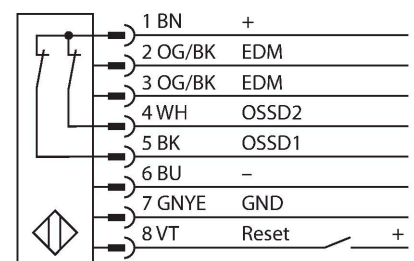 1 BN +
2 OG/BK EDM
3 OG/BK EDM
4 WH OSSD2
5 BK OSSD1
6 BU –
7 GNYE GND
8 VT Reset +